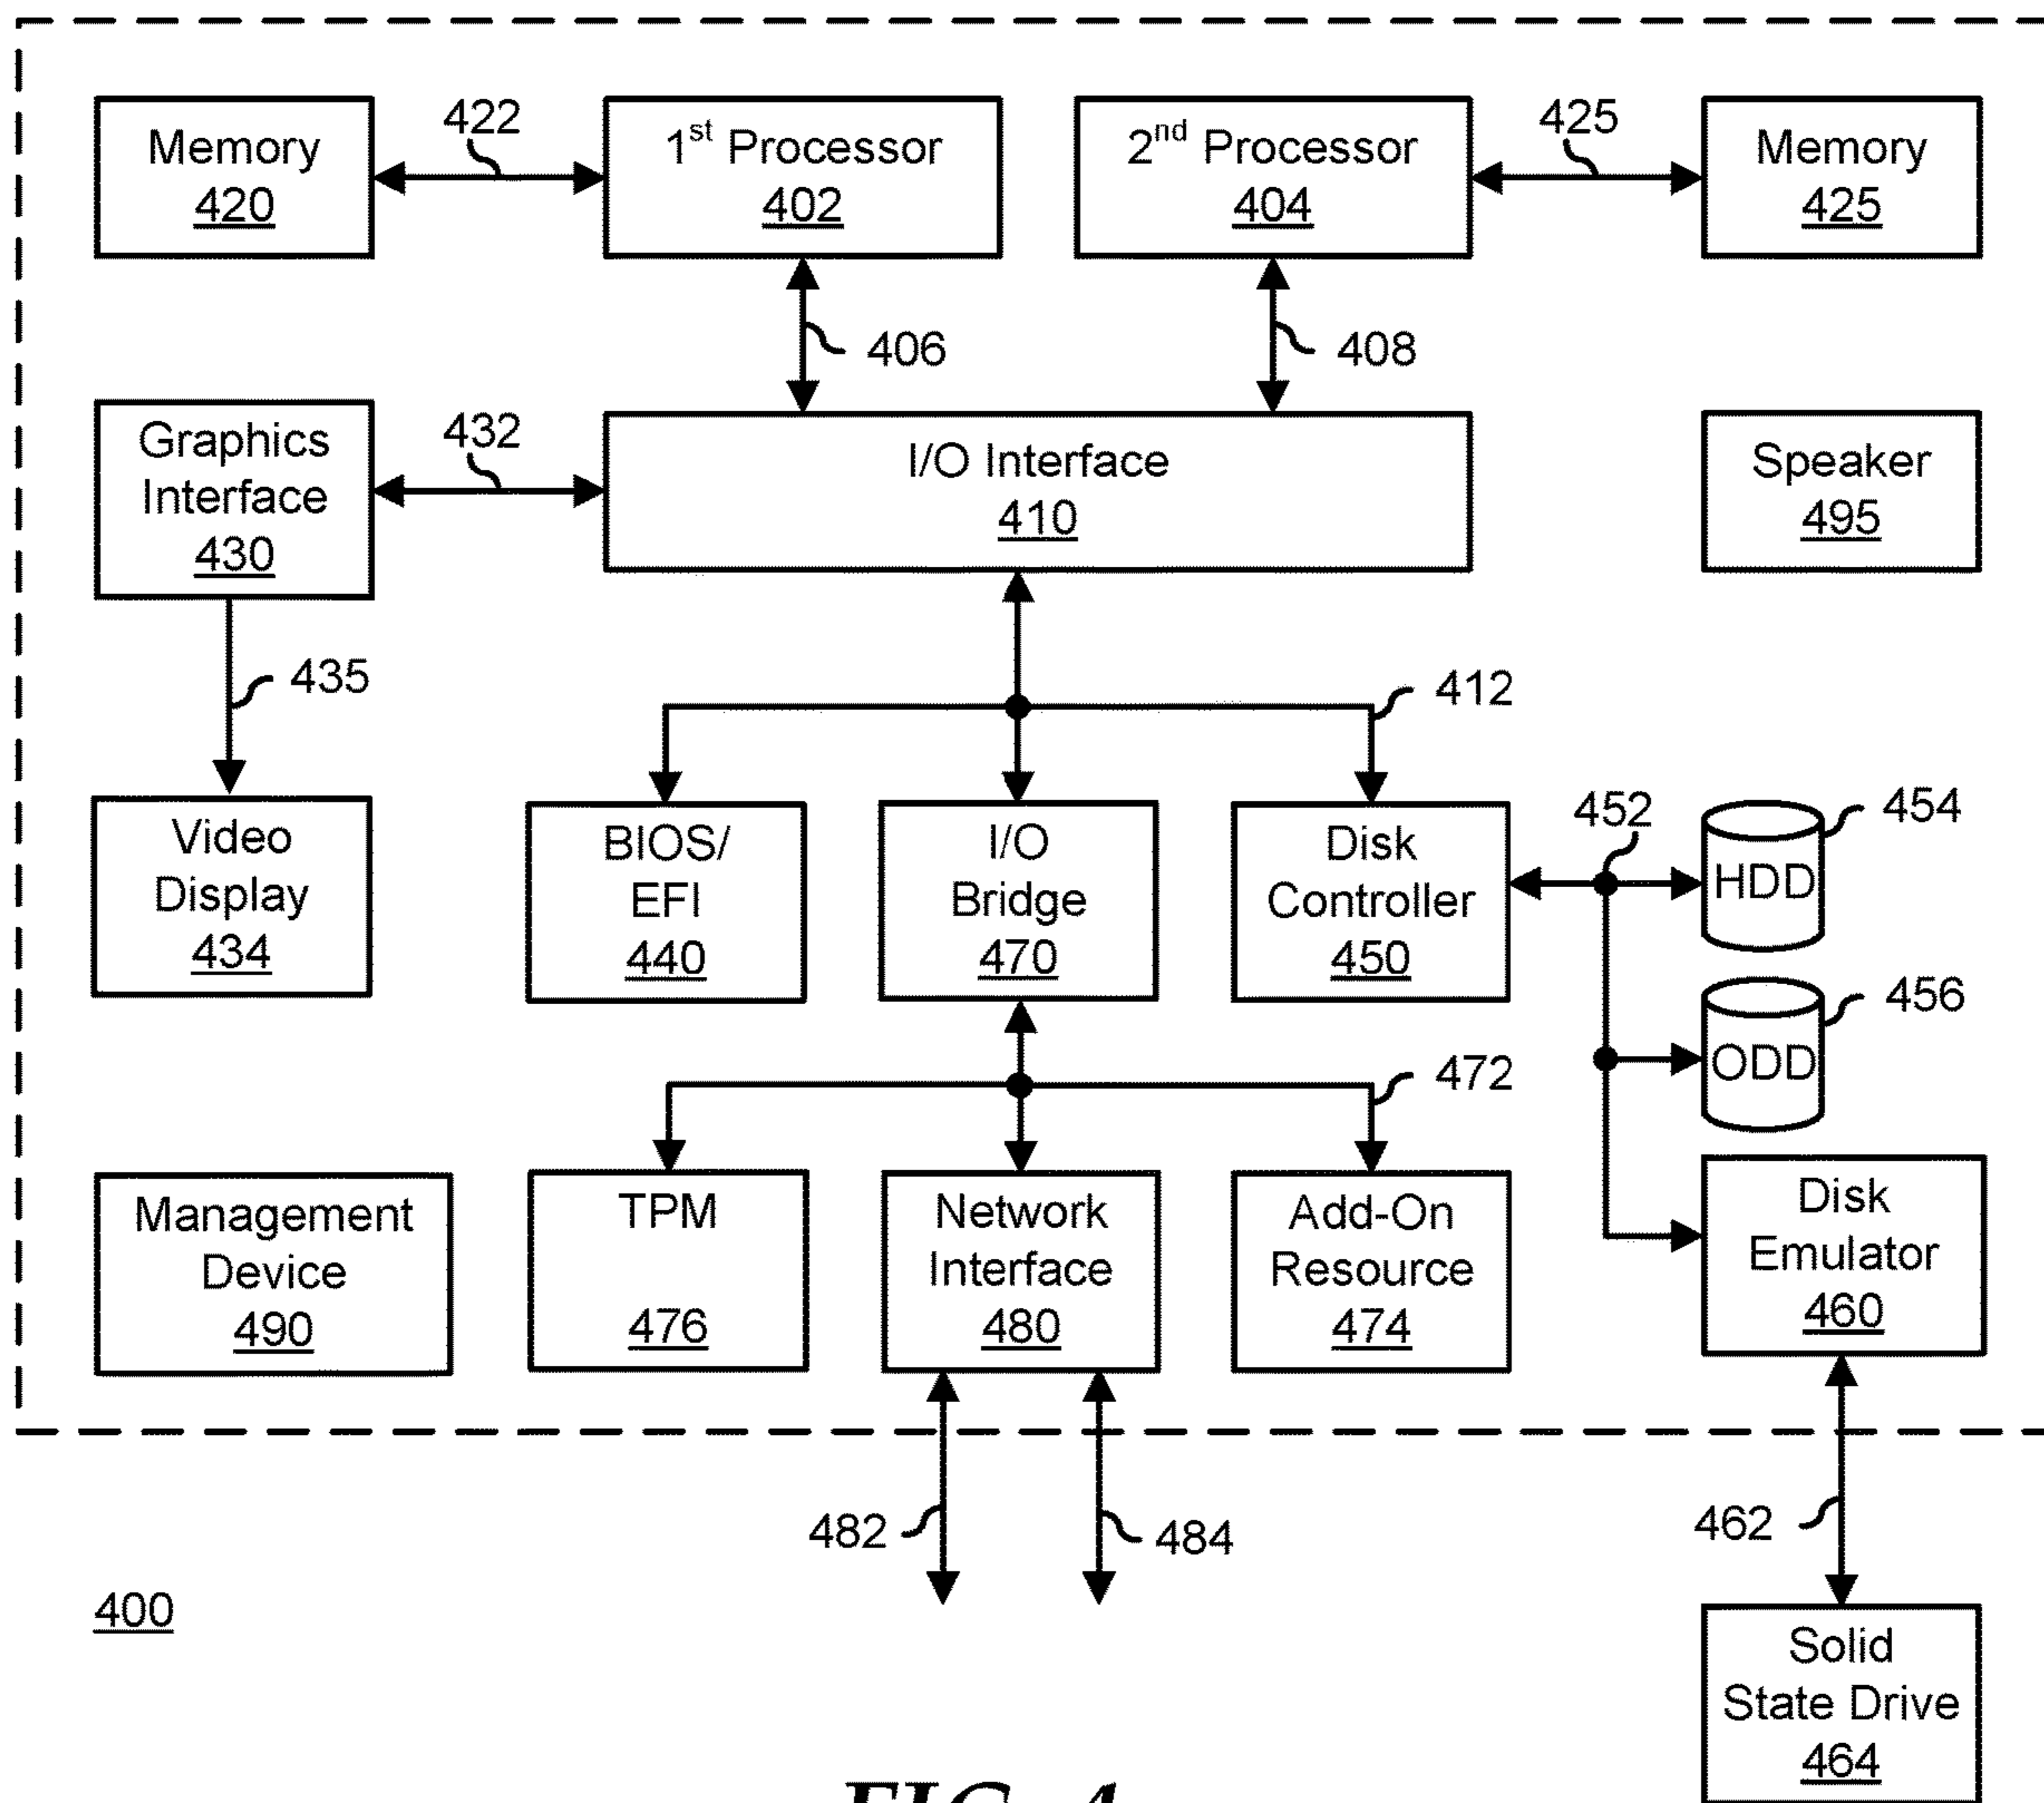 Memory
420
422
1st Processor
402
2nd Processor
404
425
Memory
425
406
408
Graphics
Interface
430
432
I/O Interface
410
Speaker
495
435
412
Video
Display
434
BIOS/
EFI
440
I/O
Bridge
470
Disk
Controller
450
452
454
HDD
456
ODD
472
Management
Device
490
TPM
476
Network
Interface
480
Add-On
Resource
474
Disk
Emulator
460
482
484
462
400
Solid
State Drive
464
FIG. 4